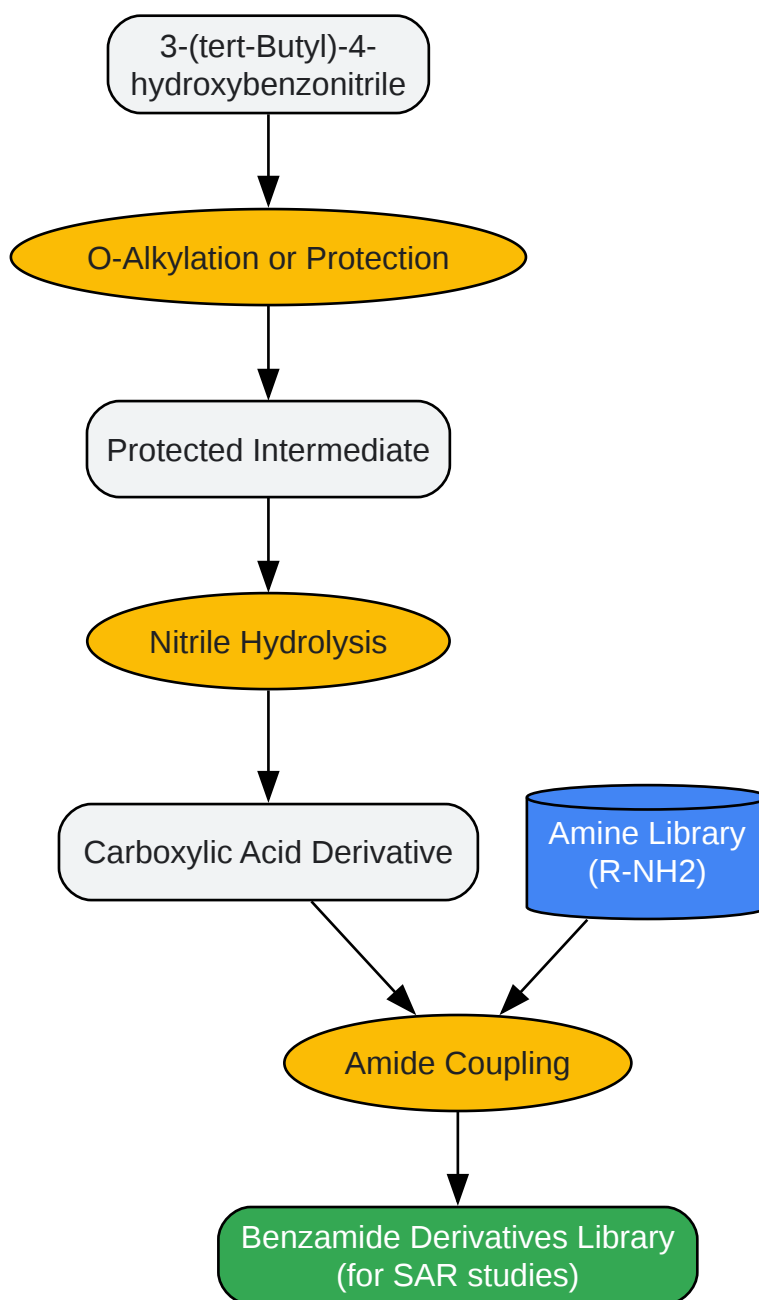 3-(tert-Butyl)-4-
hydroxybenzonitrile
O-Alkylation or Protection
Protected Intermediate
Nitrile Hydrolysis
Carboxylic Acid Derivative
Amine Library
(R-NH2)
Amide Coupling
Benzamide Derivatives Library
(for SAR studies)